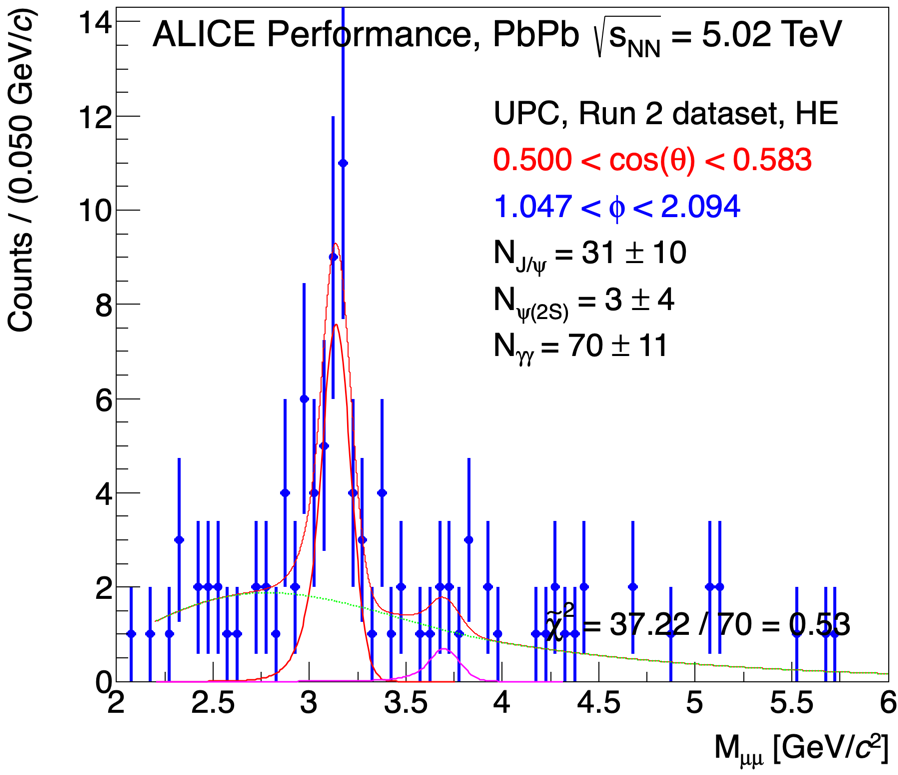 ALICE Performance, PbPb √s_NN = 5.02 TeV
UPC, Run 2 dataset, HE
0.500 < cos(θ) < 0.583
1.047 < φ < 2.094
N_J/ψ = 31 ± 10
N_ψ(2S) = 3 ± 4
N_γγ = 70 ± 11
χ̃² = 37.22 / 70 = 0.53
Counts / (0.050 GeV/c)
14
12
10
8
6
4
2
0
2 2.5 3 3.5 4 4.5 5 5.5 6
M_μμ [GeV/c²]